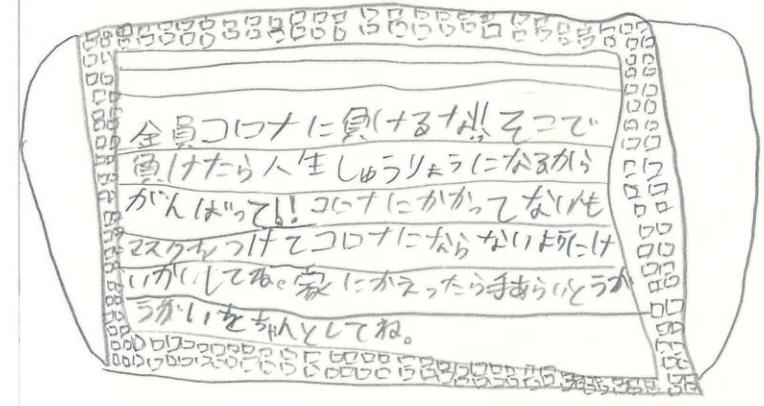 全員コロナに負けるな!!そこで
負けたら人生しゅうりょうになるから
がんばって!!コロナにかかってない人も
マスクをつけてコロナにならないようにけ
いかいしてね。家にかえったら手あらいとうが
うがいをちゃんとしてね。